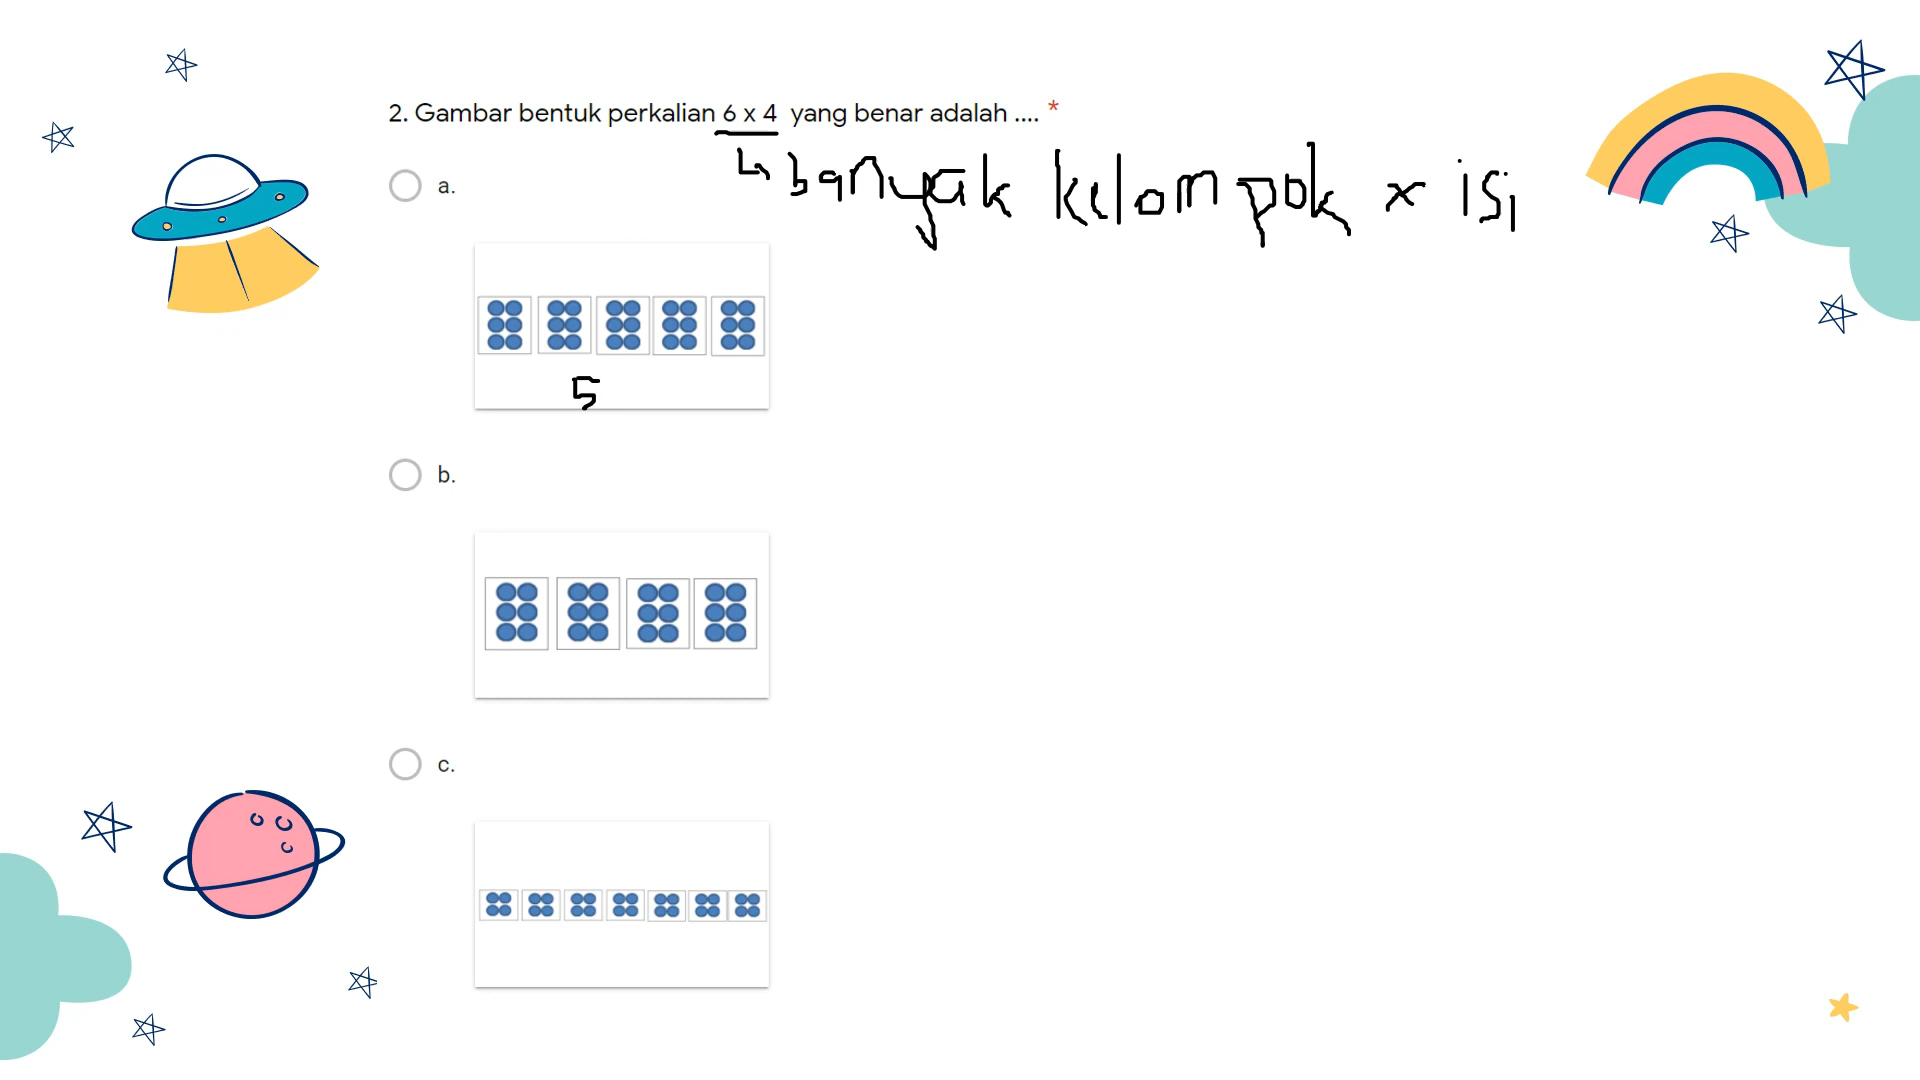 2. Gambar bentuk perkalian 6 x 4 yang benar adalah .... *
↳ banyak kelompok x isi
a.
5
b.
c.